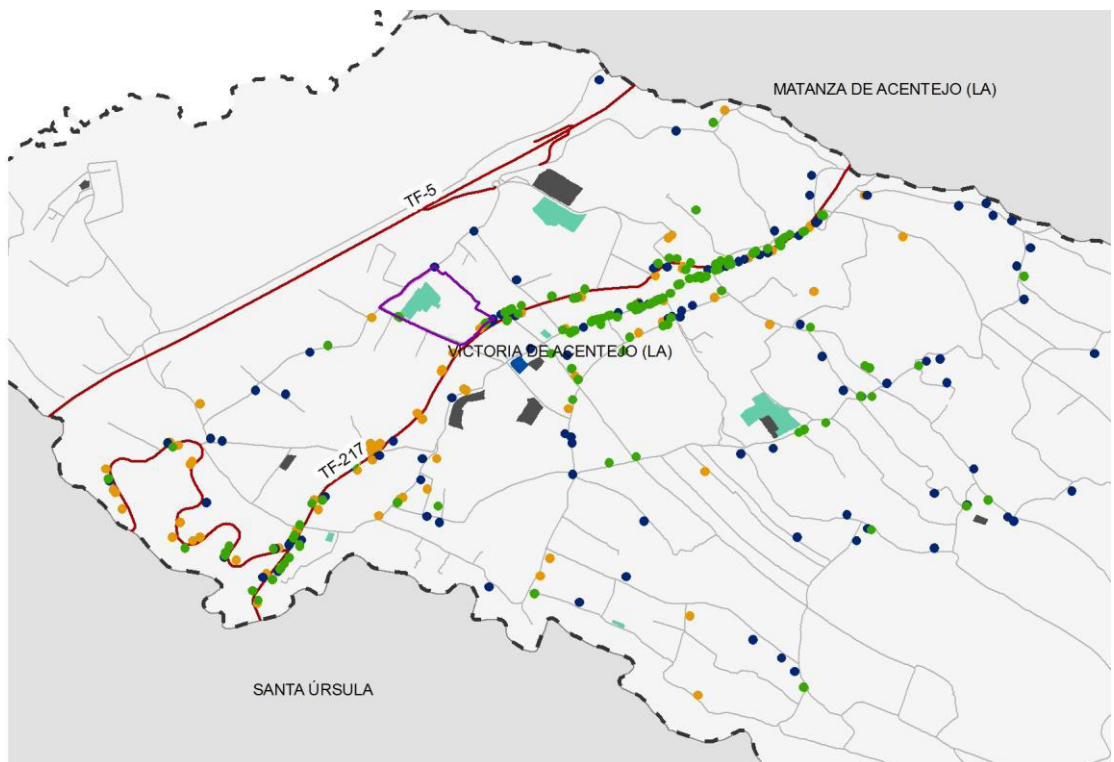 MATANZA DE ACENTEJO (LA)
TF-5
VICTORIA DE ACENTEJO (LA)
TF-217
SANTA ÚRSULA